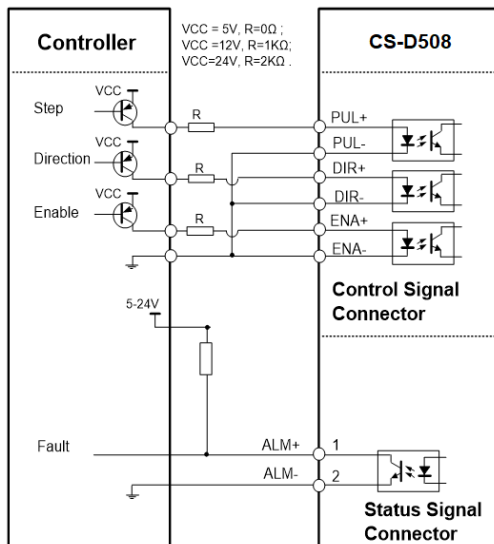 Controller
VCC = 5V, R=0Ω ;
VCC =12V, R=1KΩ;
VCC=24V, R=2KΩ .
CS-D508
Step
VCC
R
PUL+
PUL-
Direction
VCC
R
DIR+
DIR-
Enable
VCC
R
ENA+
ENA-
Control Signal
Connector
5-24V
Fault
ALM+
1
ALM-
2
Status Signal
Connector